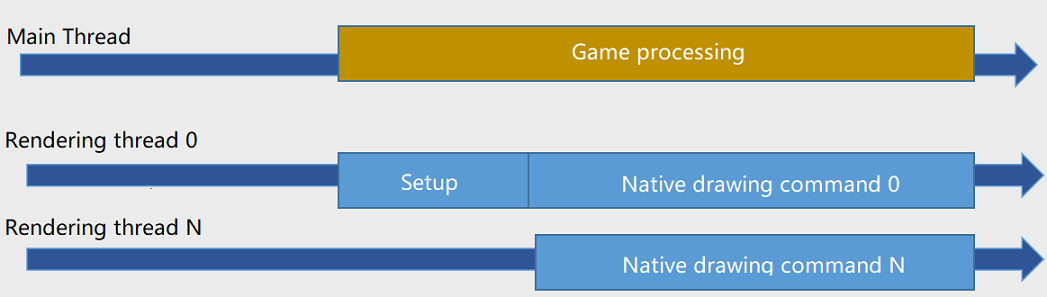 Main Thread
Game processing
Rendering thread 0
Setup
Native drawing command 0
Rendering thread N
Native drawing command N